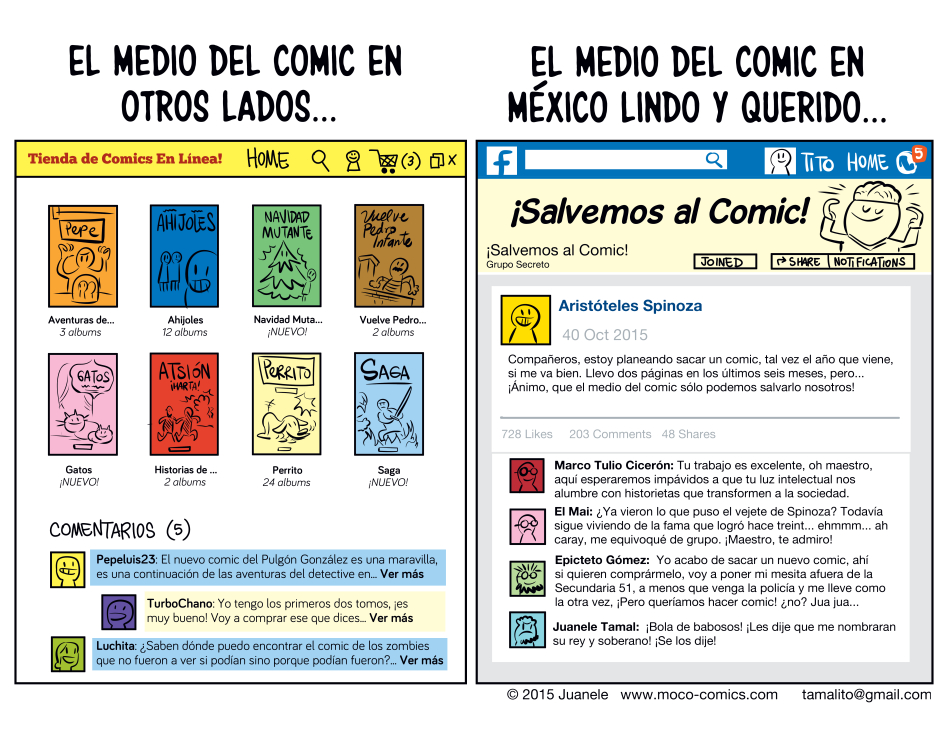 EL MEDIO DEL COMIC EN
OTROS LADOS...
Tienda de Comics En Línea!
HOME
(3)
X
PEPE
AHIJOLES
NAVIDAD
MUTANTE
Vuelve
Pedro
Infante
Aventuras de...
3 albums
Ahijoles
12 albums
Navidad Muta...
¡NUEVO!
Vuelve Pedro...
2 albums
GATOS
ATSIÓN
¡HARTA!
PERRITO
SAGA
Gatos
¡NUEVO!
Historias de ...
2 albums
Perrito
24 albums
Saga
¡NUEVO!
COMENTARIOS (5)
Pepeluis23: El nuevo comic del Pulgón González es una maravilla,
es una continuación de las aventuras del detective en... Ver más
TurboChano: Yo tengo los primeros dos tomos, ¡es
muy bueno! Voy a comprar ese que dices... Ver más
Luchita: ¿Saben dónde puedo encontrar el comic de los zombies
que no fueron a ver si podían sino porque podían fueron?... Ver más
EL MEDIO DEL COMIC EN
MÉXICO LINDO Y QUERIDO...
f
TITO
HOME
5
¡Salvemos al Comic!
¡Salvemos al Comic!
Grupo Secreto
JOINED
SHARE
NOTIFICATIONS
Aristóteles Spinoza
40 Oct 2015
Compañeros, estoy planeando sacar un comic, tal vez el año que viene,
si me va bien. Llevo dos páginas en los últimos seis meses, pero...
¡Ánimo, que el medio del comic sólo podemos salvarlo nosotros!
728 Likes 203 Comments 48 Shares
Marco Tulio Cicerón: Tu trabajo es excelente, oh maestro,
aquí esperaremos impávidos a que tu luz intelectual nos
alumbre con historietas que transformen a la sociedad.
El Mai: ¿Ya vieron lo que puso el vejete de Spinoza? Todavía
sigue viviendo de la fama que logró hace treint... ehmmm... ah
caray, me equivoqué de grupo. ¡Maestro, te admiro!
Epicteto Gómez: Yo acabo de sacar un nuevo comic, ahí
si quieren comprármelo, voy a poner mi mesita afuera de la
Secundaria 51, a menos que venga la policía y me lleve como
la otra vez, ¡Pero queríamos hacer comic! ¿no? Jua jua...
Juanele Tamal: ¡Bola de babosos! ¡Les dije que me nombraran
su rey y soberano! ¡Se los dije!
© 2015 Juanele www.moco-comics.com tamalito@gmail.com